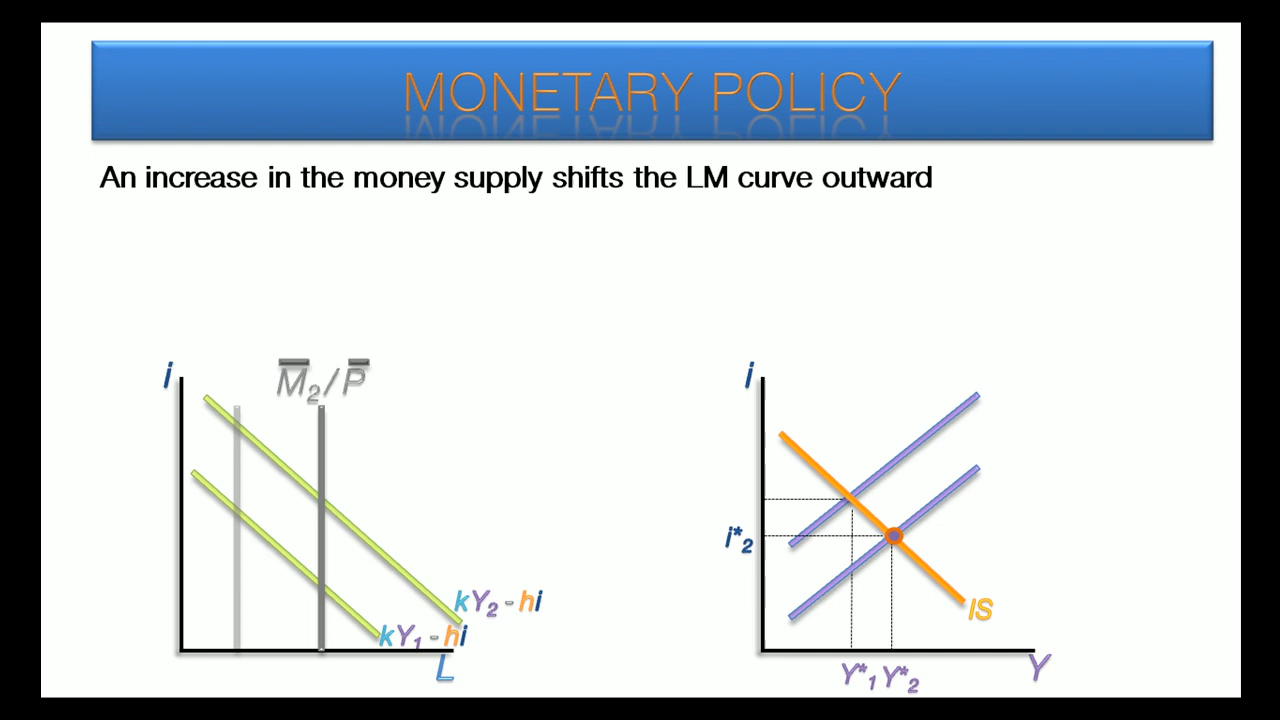 MONETARY POLICY
An increase in the money supply shifts the LM curve outward
i
M̅₂/P̅
kY₂ - hi
kY₁ - hi
L
i
i*₂
IS
Y*₁ Y*₂
Y